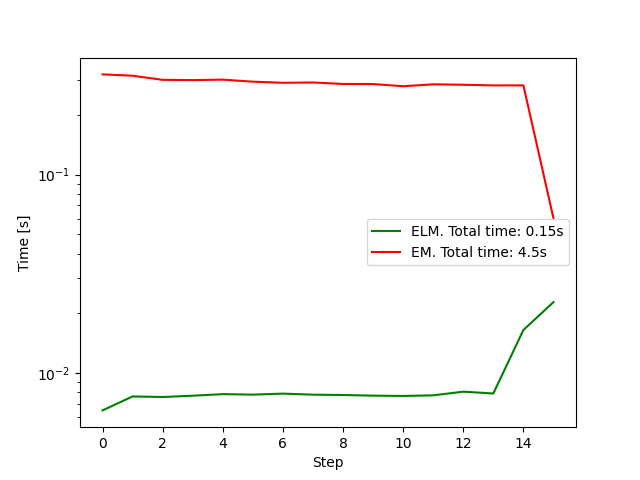 Time [s]
10⁻¹
10⁻²
ELM. Total time: 0.15s
EM. Total time: 4.5s
0 2 4 6 8 10 12 14
Step